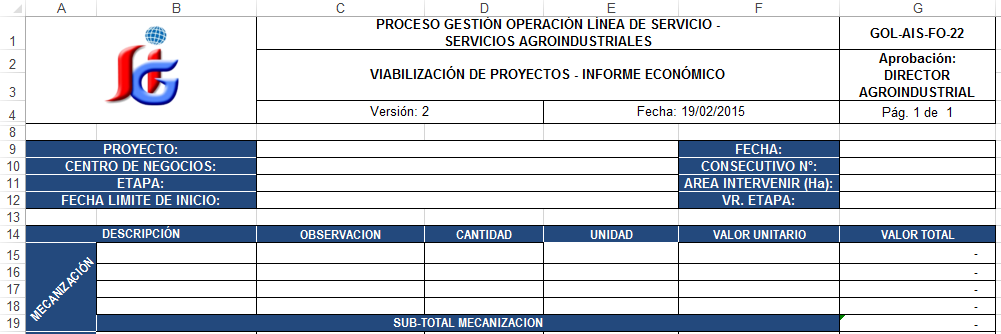 A B C D E F G
1 PROCESO GESTIÓN OPERACIÓN LÍNEA DE SERVICIO -
SERVICIOS AGROINDUSTRIALES
GOL-AIS-FO-22
2 VIABILIZACIÓN DE PROYECTOS - INFORME ECONÓMICO
Aprobación:
DIRECTOR
AGROINDUSTRIAL
3
4 Versión: 2 Fecha: 19/02/2015 Pág. 1 de 1
8
9 PROYECTO: FECHA:
10 CENTRO DE NEGOCIOS: CONSECUTIVO N°:
11 ETAPA: AREA INTERVENIR (Ha):
12 FECHA LIMITE DE INICIO: VR. ETAPA:
13
14 DESCRIPCIÓN OBSERVACION CANTIDAD UNIDAD VALOR UNITARIO VALOR TOTAL
MECANIZACIÓN
15 -
16 -
17 -
18 -
19 SUB-TOTAL MECANIZACION -